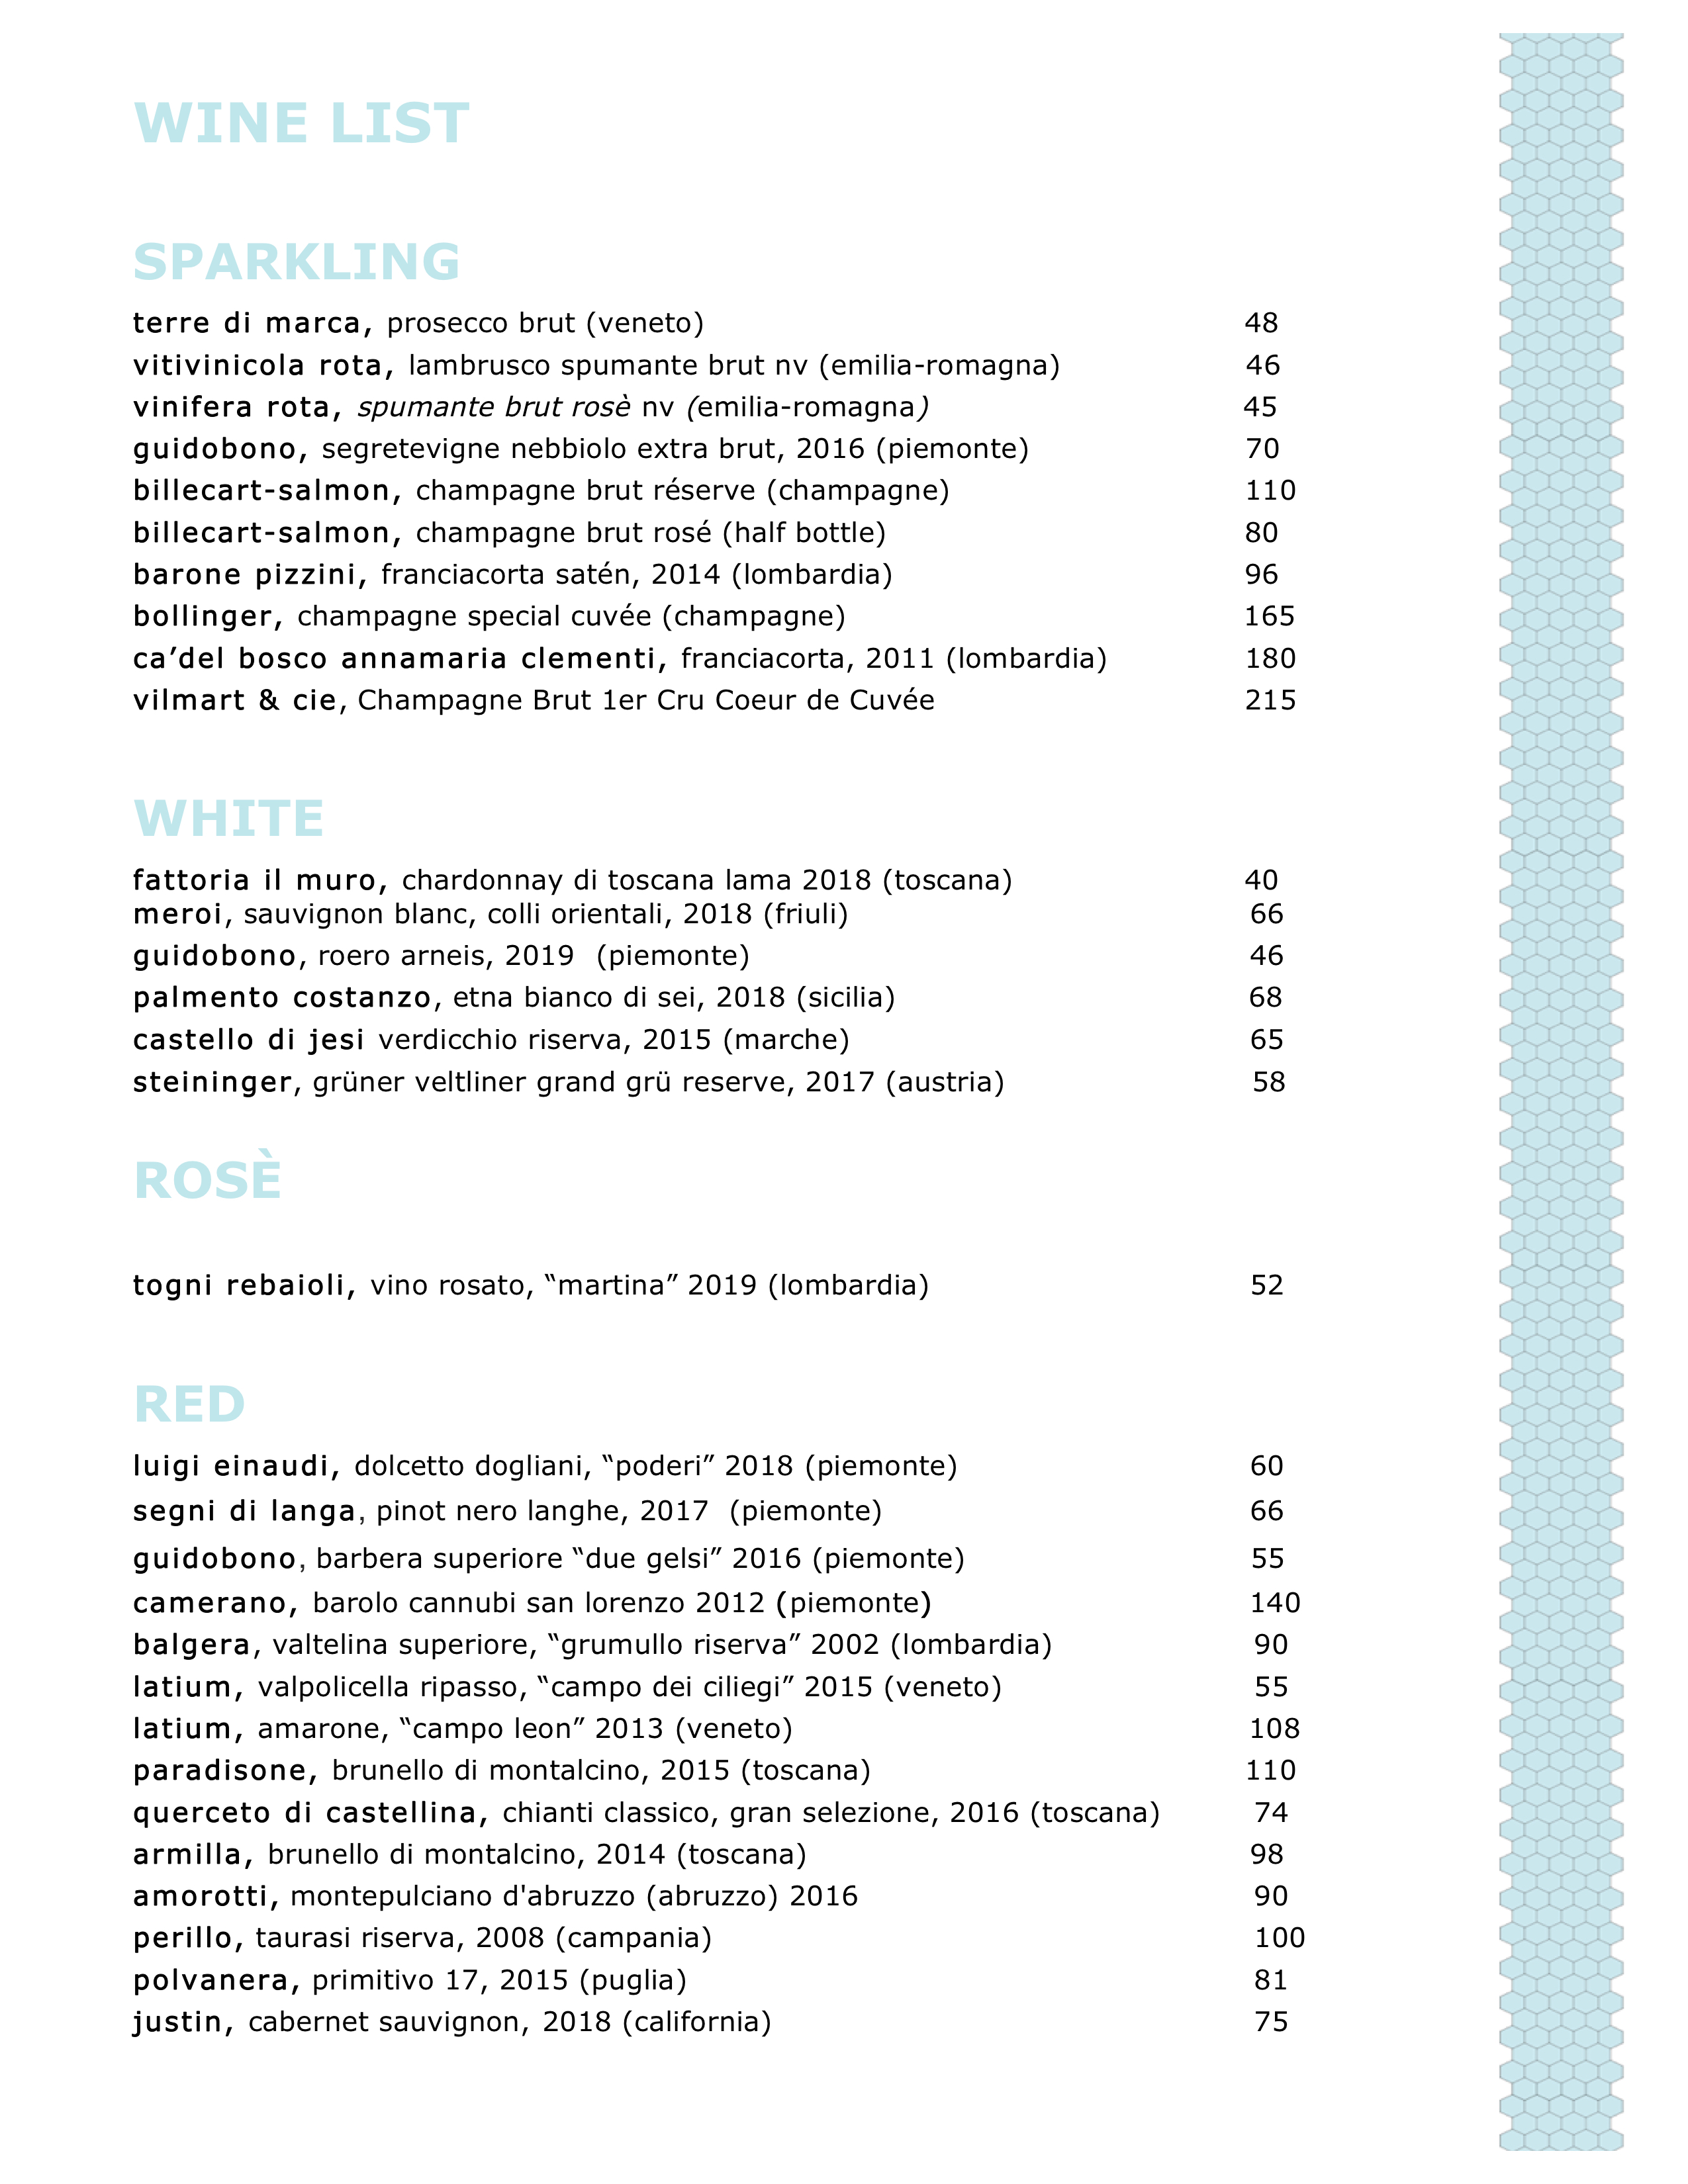 WINE LIST
SPARKLING
terre di marca, prosecco brut (veneto) 48
vitivinicola rota, lambrusco spumante brut nv (emilia-romagna) 46
vinifera rota, spumante brut rosè nv (emilia-romagna) 45
guidobono, segretevigne nebbiolo extra brut, 2016 (piemonte) 70
billecart-salmon, champagne brut réserve (champagne) 110
billecart-salmon, champagne brut rosé (half bottle) 80
barone pizzini, franciacorta satén, 2014 (lombardia) 96
bollinger, champagne special cuvée (champagne) 165
ca’del bosco annamaria clementi, franciacorta, 2011 (lombardia) 180
vilmart & cie, Champagne Brut 1er Cru Coeur de Cuvée 215
WHITE
fattoria il muro, chardonnay di toscana lama 2018 (toscana) 40
meroi, sauvignon blanc, colli orientali, 2018 (friuli) 66
guidobono, roero arneis, 2019 (piemonte) 46
palmento costanzo, etna bianco di sei, 2018 (sicilia) 68
castello di jesi verdicchio riserva, 2015 (marche) 65
steininger, grüner veltliner grand grü reserve, 2017 (austria) 58
ROSÈ
togni rebaioli, vino rosato, “martina” 2019 (lombardia) 52
RED
luigi einaudi, dolcetto dogliani, “poderi” 2018 (piemonte) 60
segni di langa, pinot nero langhe, 2017 (piemonte) 66
guidobono, barbera superiore “due gelsi” 2016 (piemonte) 55
camerano, barolo cannubi san lorenzo 2012 (piemonte) 140
balgera, valtelina superiore, “grumullo riserva” 2002 (lombardia) 90
latium, valpolicella ripasso, “campo dei ciliegi” 2015 (veneto) 55
latium, amarone, “campo leon” 2013 (veneto) 108
paradisone, brunello di montalcino, 2015 (toscana) 110
querceto di castellina, chianti classico, gran selezione, 2016 (toscana) 74
armilla, brunello di montalcino, 2014 (toscana) 98
amorotti, montepulciano d'abruzzo (abruzzo) 2016 90
perillo, taurasi riserva, 2008 (campania) 100
polvanera, primitivo 17, 2015 (puglia) 81
justin, cabernet sauvignon, 2018 (california) 75